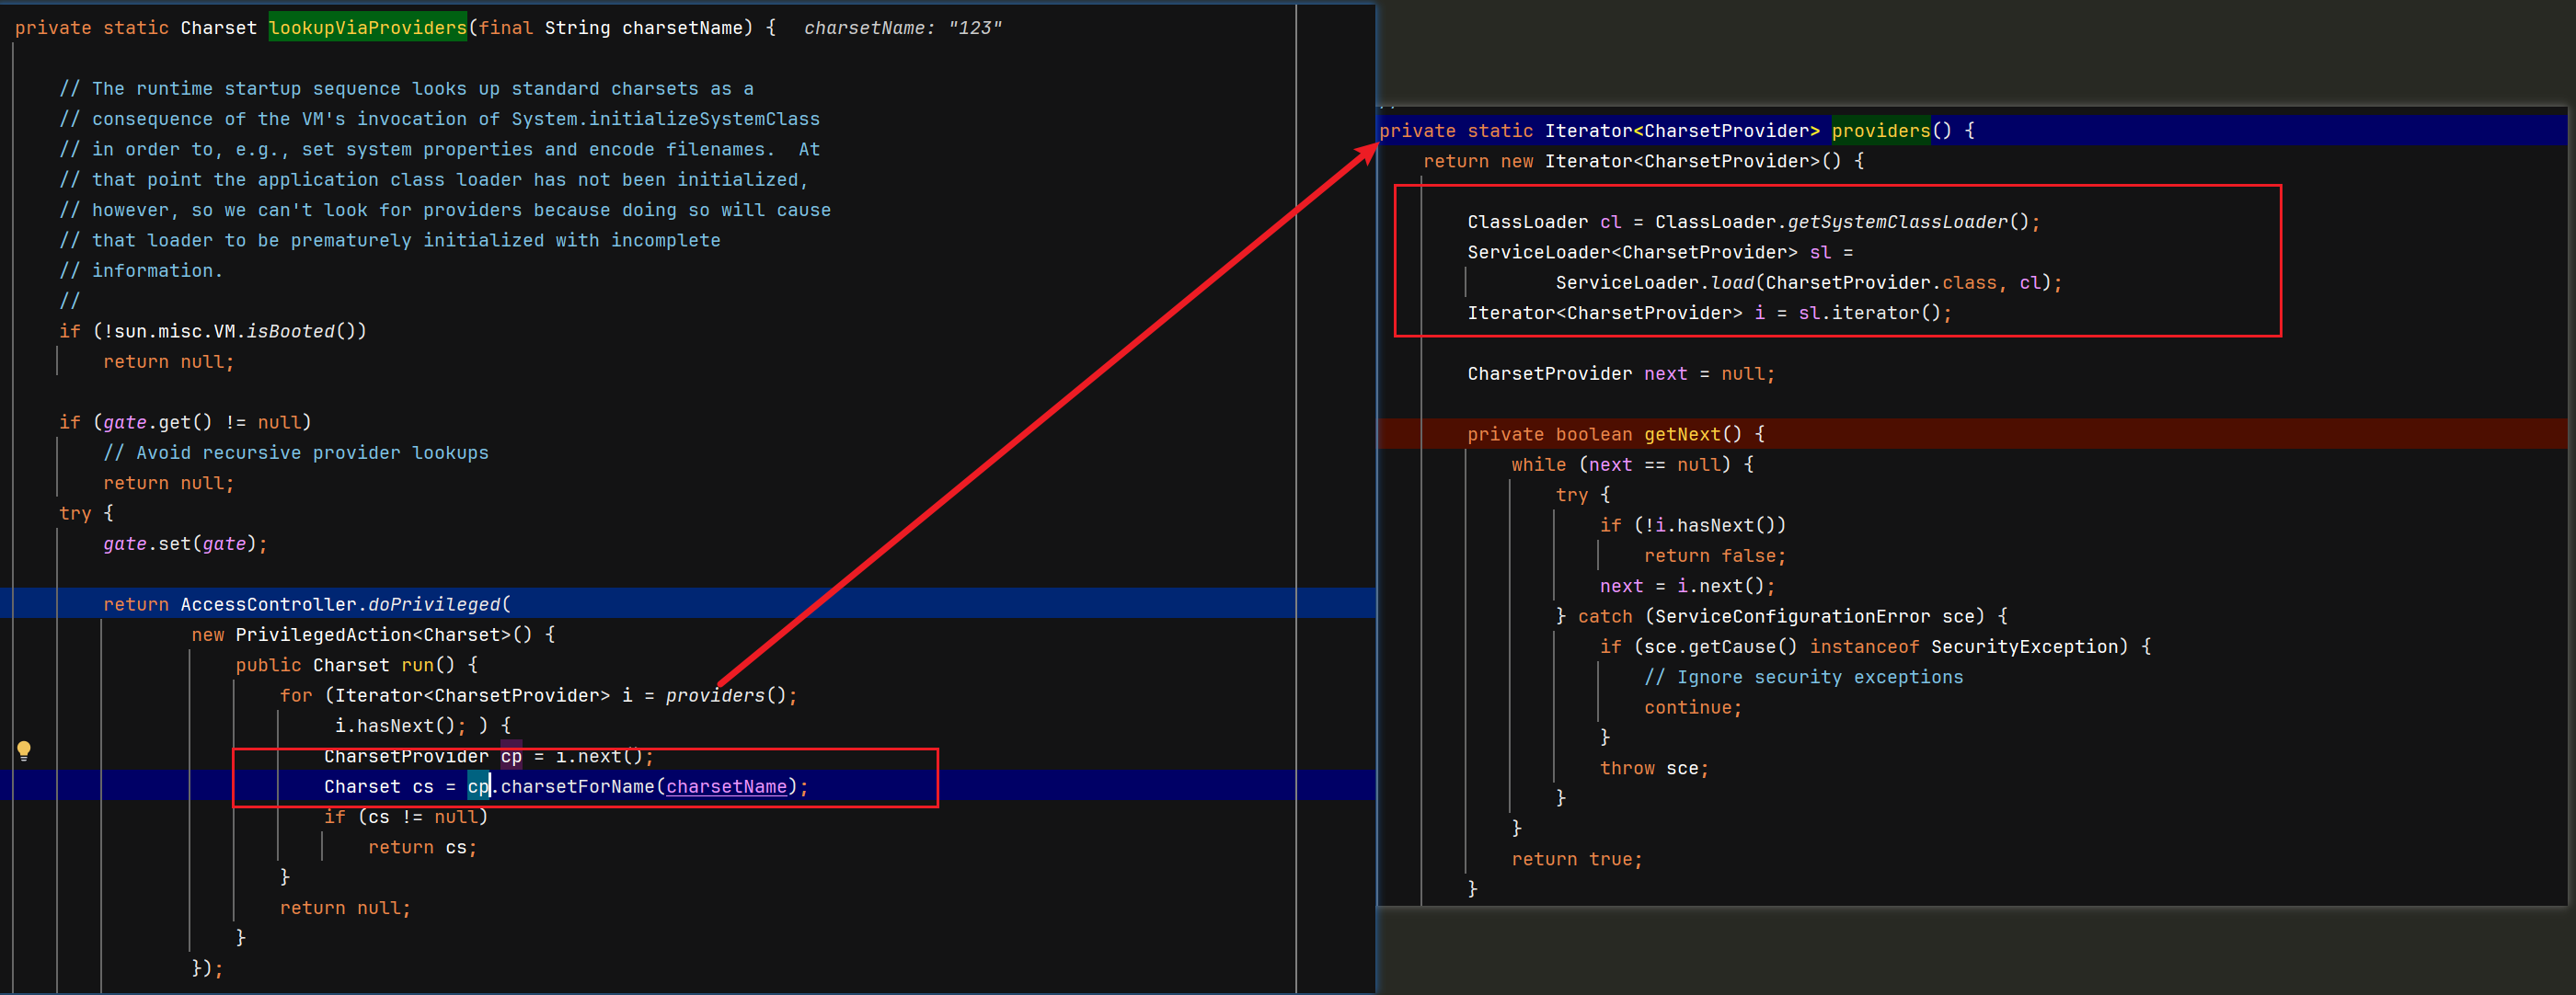 private static Charset lookupViaProviders(final String charsetName) {   charsetName: "123"
// The runtime startup sequence looks up standard charsets as a
// consequence of the VM's invocation of System.initializeSystemClass
// in order to, e.g., set system properties and encode filenames.  At
// that point the application class loader has not been initialized,
// however, so we can't look for providers because doing so will cause
// that loader to be prematurely initialized with incomplete
// information.
//
if (!sun.misc.VM.isBooted())
return null;
if (gate.get() != null)
// Avoid recursive provider lookups
return null;
try {
gate.set(gate);
return AccessController.doPrivileged(
new PrivilegedAction<Charset>() {
public Charset run() {
for (Iterator<CharsetProvider> i = providers();
i.hasNext(); ) {
CharsetProvider cp = i.next();
Charset cs = cp.charsetForName(charsetName);
if (cs != null)
return cs;
}
return null;
}
});
private static Iterator<CharsetProvider> providers() {
return new Iterator<CharsetProvider>() {
ClassLoader cl = ClassLoader.getSystemClassLoader();
ServiceLoader<CharsetProvider> sl =
ServiceLoader.load(CharsetProvider.class, cl);
Iterator<CharsetProvider> i = sl.iterator();
CharsetProvider next = null;
private boolean getNext() {
while (next == null) {
try {
if (!i.hasNext())
return false;
next = i.next();
} catch (ServiceConfigurationError sce) {
if (sce.getCause() instanceof SecurityException) {
// Ignore security exceptions
continue;
}
throw sce;
}
}
return true;
}